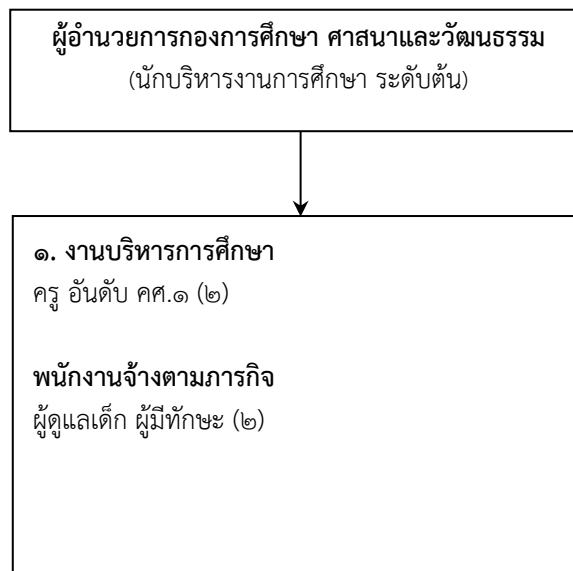 ผู้อำนวยการกองการศึกษา ศาสนาและวัฒนธรรม
(นักบริหารงานการศึกษา ระดับต้น)
๑. งานบริหารการศึกษา
ครู อันดับ คศ.๑ (๒)
พนักงานจ้างตามภารกิจ
ผู้ดูแลเด็ก ผู้มีทักษะ (๒)